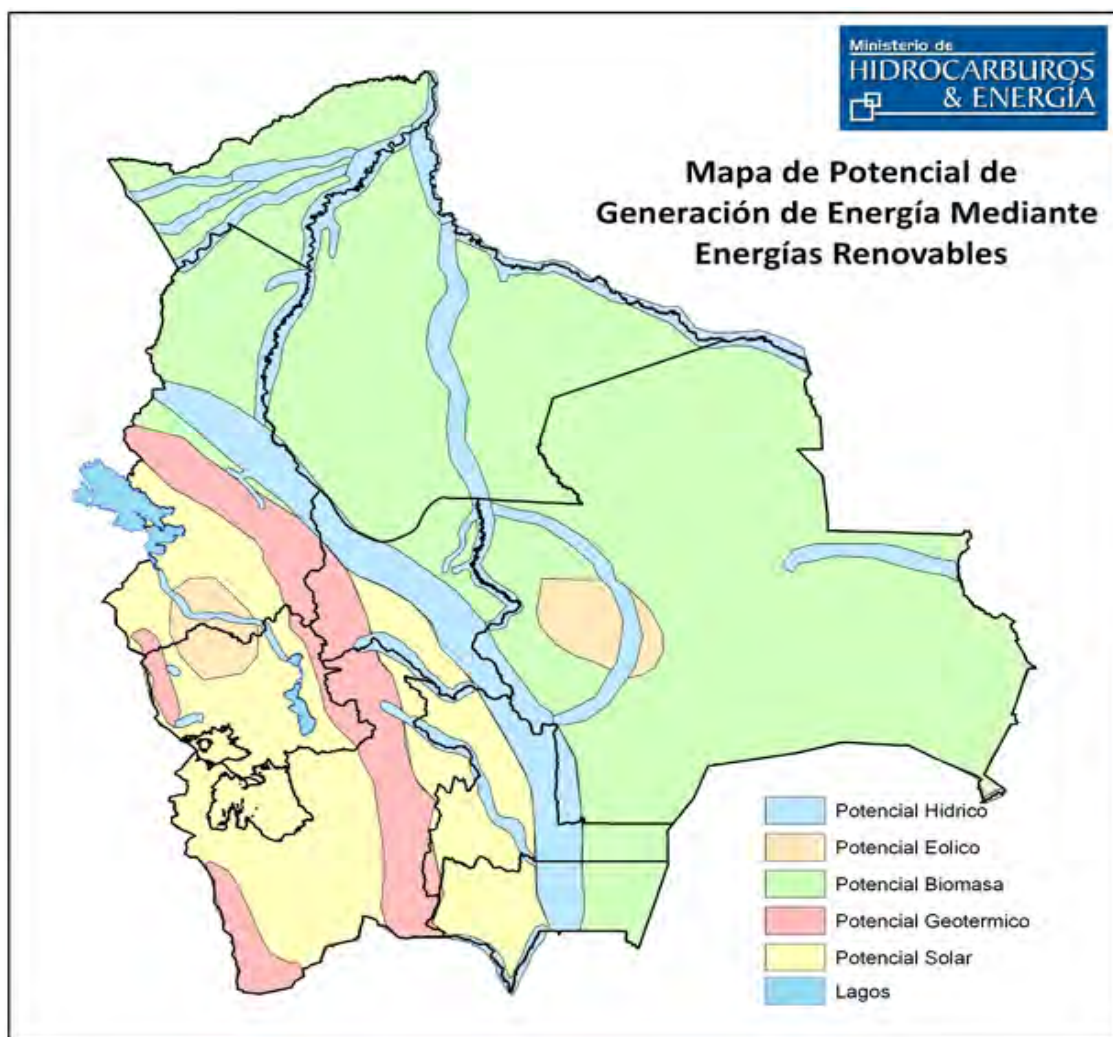 Ministerio de
HIDROCARBUROS
& ENERGÍA
Mapa de Potencial de
Generación de Energía Mediante
Energías Renovables
Potencial Hídrico
Potencial Eolico
Potencial Biomasa
Potencial Geotermico
Potencial Solar
Lagos